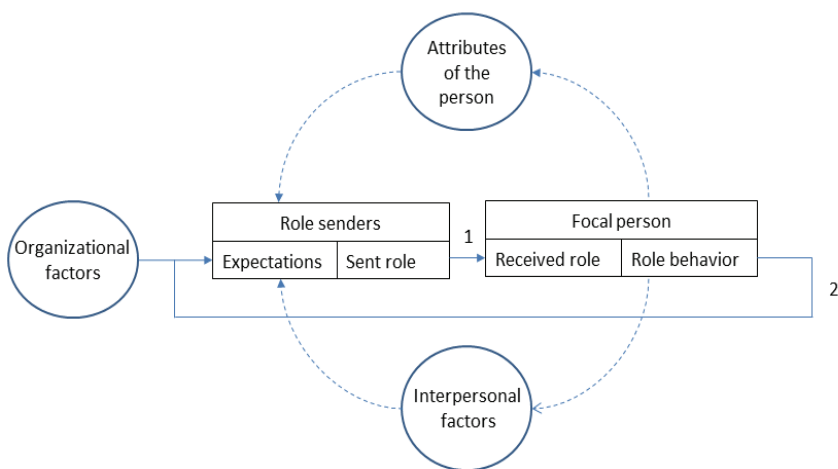 Attributes
of the
person
Role senders
Expectations
Sent role
1
Focal person
Received role
Role behavior
Organizational
factors
2
Interpersonal
factors